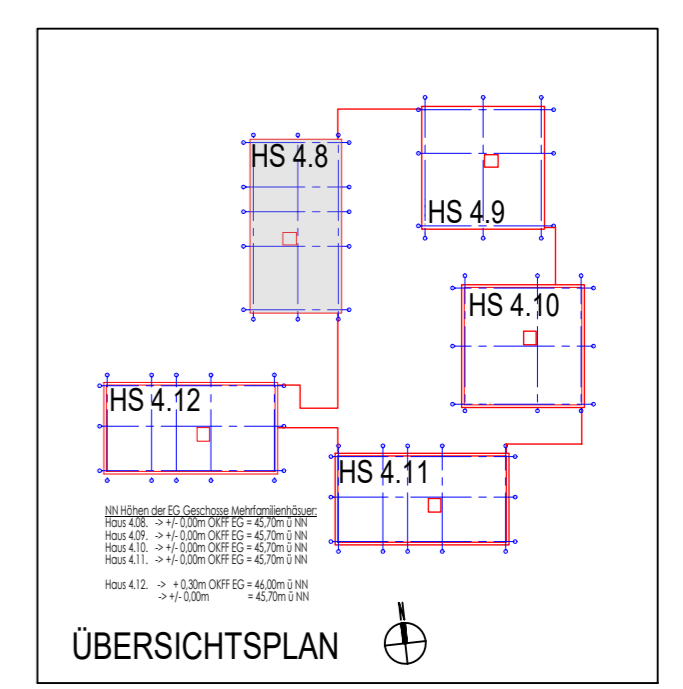 HS 4.8
HS 4.9
HS 4.10
HS 4.12
HS 4.11
NN Höhen der EG Geschosse Mehrfamilienhäsuer:
Haus 4.08. -> +/- 0,00m OKFF EG = 45,70m ü NN
Haus 4.09. -> +/- 0,00m OKFF EG = 45,70m ü NN
Haus 4.10. -> +/- 0,00m OKFF EG = 45,70m ü NN
Haus 4.11. -> +/- 0,00m OKFF EG = 45,70m ü NN
Haus 4.12. -> + 0,30m OKFF EG = 46,00m ü NN
-> +/- 0,00m = 45,70m ü NN
ÜBERSICHTSPLAN